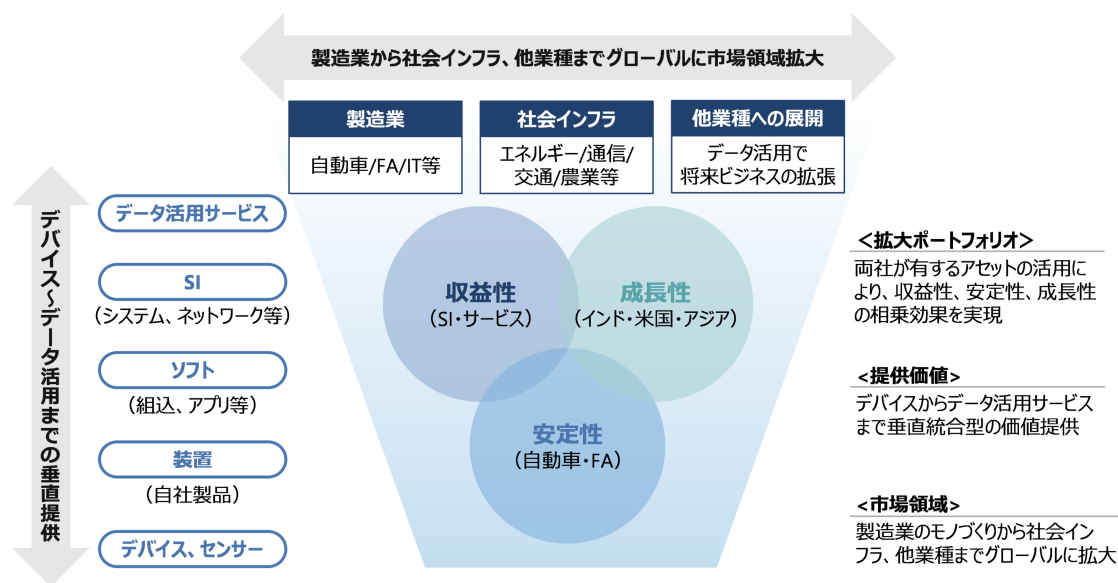 製造業から社会インフラ、他業種までグローバルに市場領域拡大
製造業
自動車/FA/IT等
社会インフラ
エネルギー/通信/
交通/農業等
他業種への展開
データ活用で
将来ビジネスの拡張
デバイス～データ活用までの垂直提供
データ活用サービス
SI
(システム、ネットワーク等)
ソフト
(組込、アプリ等)
装置
(自社製品)
デバイス、センサー
収益性
(SI・サービス)
成長性
(インド・米国・アジア)
安定性
(自動車・FA)
<拡大ポートフォリオ>
両社が有するアセットの活用に
より、収益性、安定性、成長性
の相乗効果を実現
<提供価値>
デバイスからデータ活用サービス
まで垂直統合型の価値提供
<市場領域>
製造業のモノづくりから社会イン
フラ、他業種までグローバルに拡大